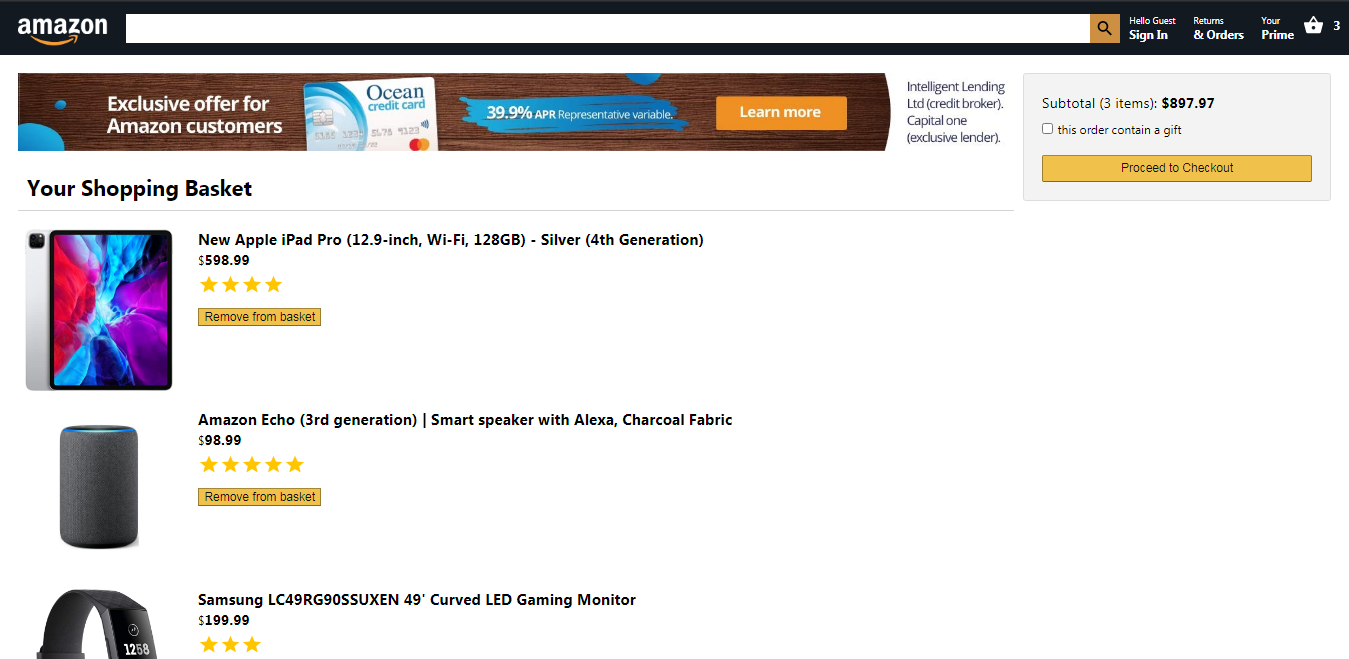 amazon
Hello Guest
Sign In
Returns
& Orders
Your
Prime
3
Exclusive offer for
Amazon customers
Ocean
credit card
39.9% APR Representative variable.
Learn more
Intelligent Lending
Ltd (credit broker).
Capital one
(exclusive lender).
Subtotal (3 items): $897.97
this order contain a gift
Proceed to Checkout
Your Shopping Basket
New Apple iPad Pro (12.9-inch, Wi-Fi, 128GB) - Silver (4th Generation)
$598.99
Remove from basket
Amazon Echo (3rd generation) | Smart speaker with Alexa, Charcoal Fabric
$98.99
Remove from basket
Samsung LC49RG90SSUXEN 49' Curved LED Gaming Monitor
$199.99
1258